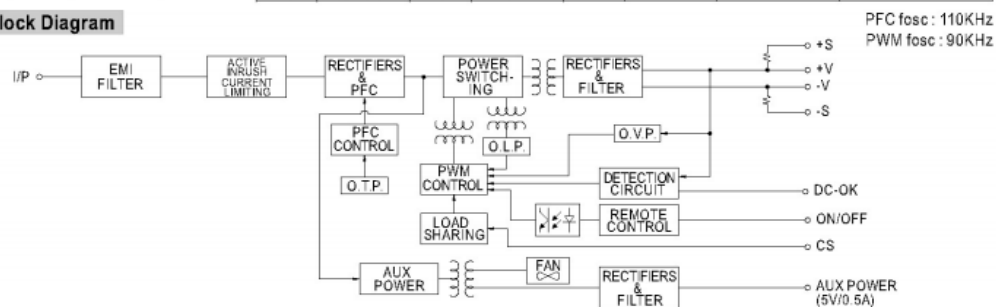 lock Diagram
PFC fosc : 110KHz
PWM fosc : 90KHz
I/P
EMI
FILTER
ACTIVE
INRUSH
CURRENT
LIMITING
RECTIFIERS
&
PFC
POWER
SWITCH-
ING
RECTIFIERS
&
FILTER
+S
+V
-V
-S
PFC
CONTROL
O.L.P.
O.V.P.
O.T.P.
PWM
CONTROL
DETECTION
CIRCUIT
DC-OK
LOAD
SHARING
REMOTE
CONTROL
ON/OFF
CS
AUX
POWER
FAN
RECTIFIERS
&
FILTER
AUX POWER
(5V/0.5A)